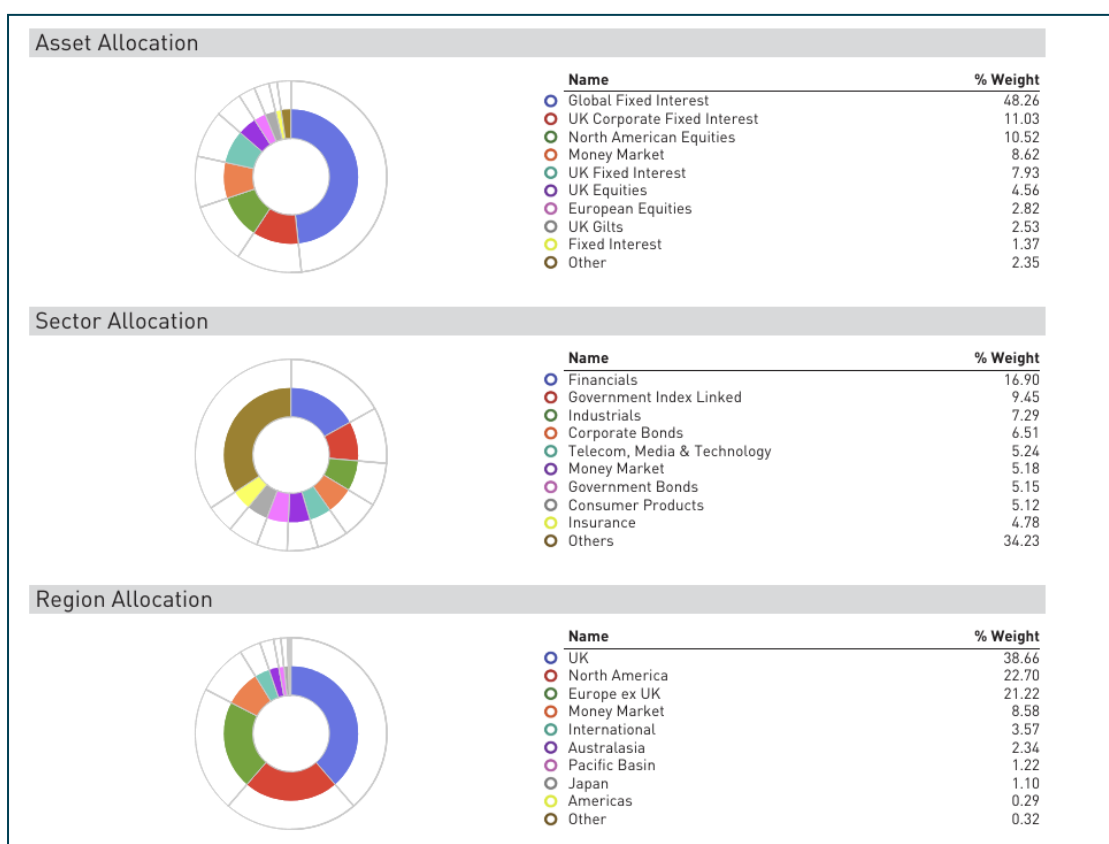 Asset Allocation
Name % Weight
Global Fixed Interest 48.26
UK Corporate Fixed Interest 11.03
North American Equities 10.52
Money Market 8.62
UK Fixed Interest 7.93
UK Equities 4.56
European Equities 2.82
UK Gilts 2.53
Fixed Interest 1.37
Other 2.35
Sector Allocation
Name % Weight
Financials 16.90
Government Index Linked 9.45
Industrials 7.29
Corporate Bonds 6.51
Telecom, Media & Technology 5.24
Money Market 5.18
Government Bonds 5.15
Consumer Products 5.12
Insurance 4.78
Others 34.23
Region Allocation
Name % Weight
UK 38.66
North America 22.70
Europe ex UK 21.22
Money Market 8.58
International 3.57
Australasia 2.34
Pacific Basin 1.22
Japan 1.10
Americas 0.29
Other 0.32